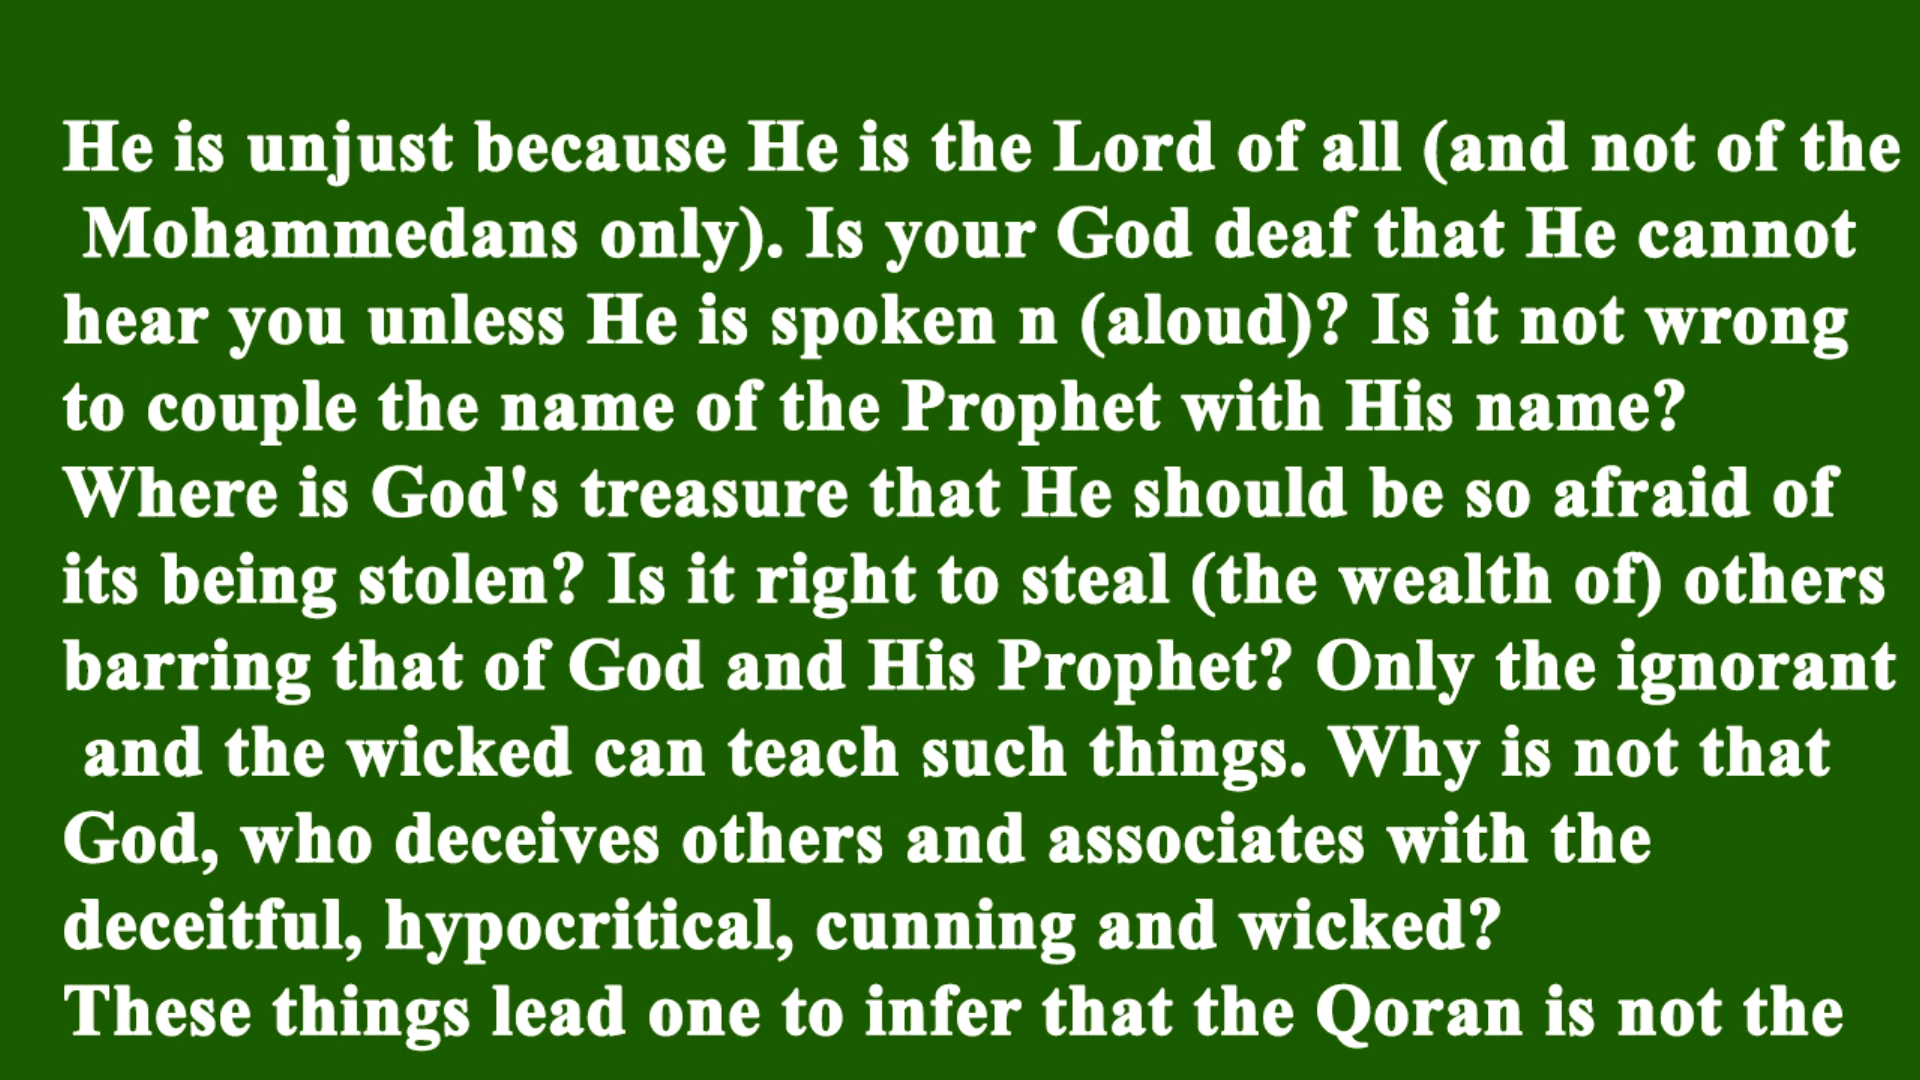 He is unjust because He is the Lord of all (and not of the
Mohammedans only). Is your God deaf that He cannot
hear you unless He is spoken n (aloud)? Is it not wrong
to couple the name of the Prophet with His name?
Where is God's treasure that He should be so afraid of
its being stolen? Is it right to steal (the wealth of) others
barring that of God and His Prophet? Only the ignorant
and the wicked can teach such things. Why is not that
God, who deceives others and associates with the
deceitful, hypocritical, cunning and wicked?
These things lead one to infer that the Qoran is not the